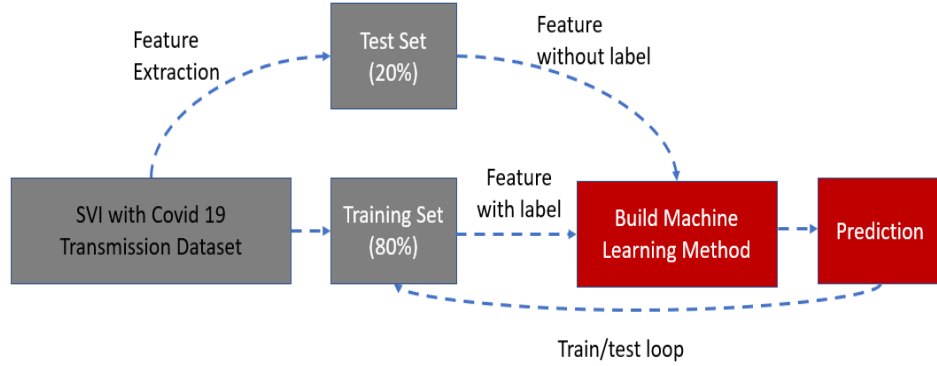 Feature
Extraction
Test Set
(20%)
Feature
without label
SVI with Covid 19
Transmission Dataset
Training Set
(80%)
Feature
with label
Build Machine
Learning Method
Prediction
Train/test loop